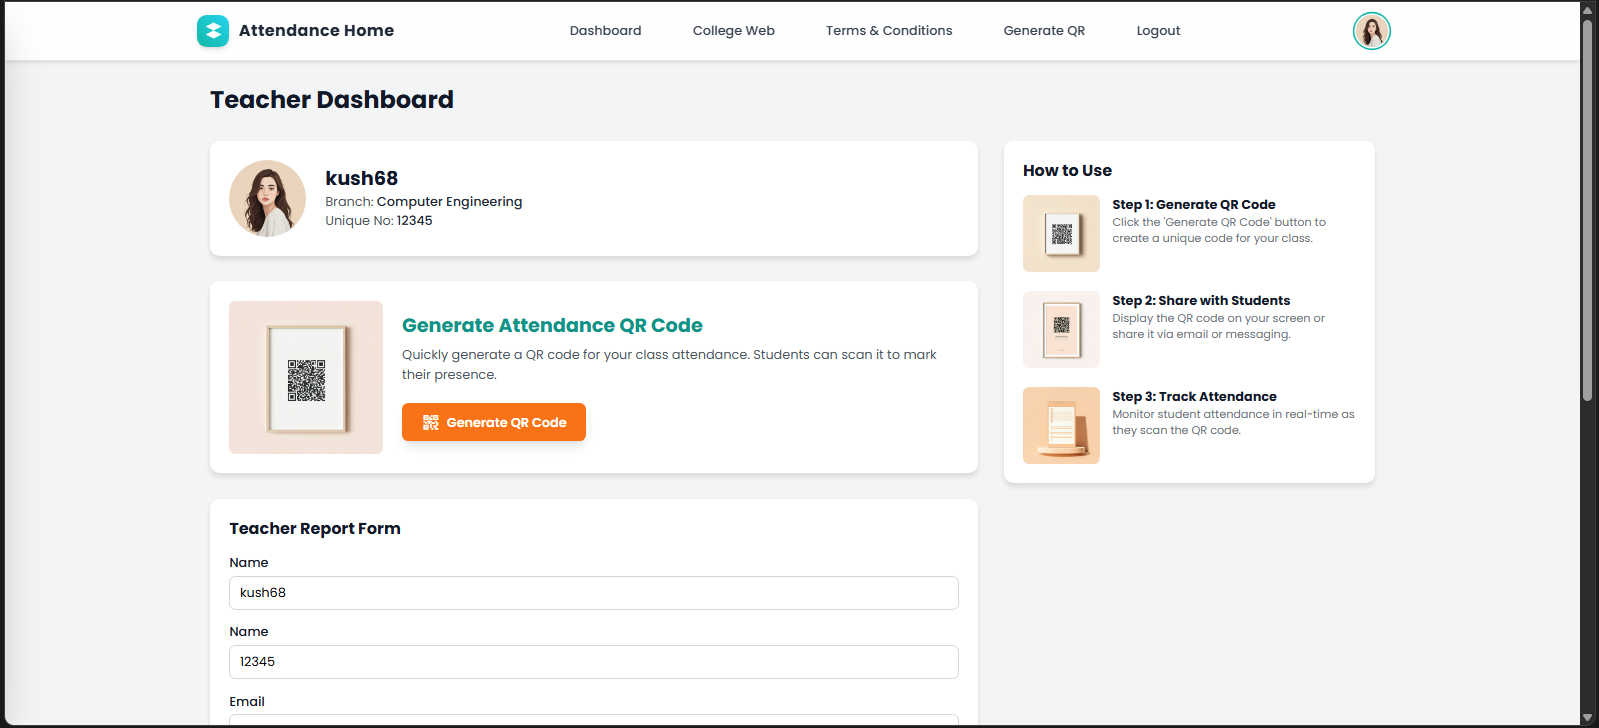 Attendance Home
Dashboard
College Web
Terms & Conditions
Generate QR
Logout
Teacher Dashboard
kush68
Branch: Computer Engineering
Unique No: 12345
Generate Attendance QR Code
Quickly generate a QR code for your class attendance. Students can scan it to mark
their presence.
Generate QR Code
Teacher Report Form
Name
kush68
Name
12345
Email
How to Use
Step 1: Generate QR Code
Click the 'Generate QR Code' button to
create a unique code for your class.
Step 2: Share with Students
Display the QR code on your screen or
share it via email or messaging.
Step 3: Track Attendance
Monitor student attendance in real-time as
they scan the QR code.